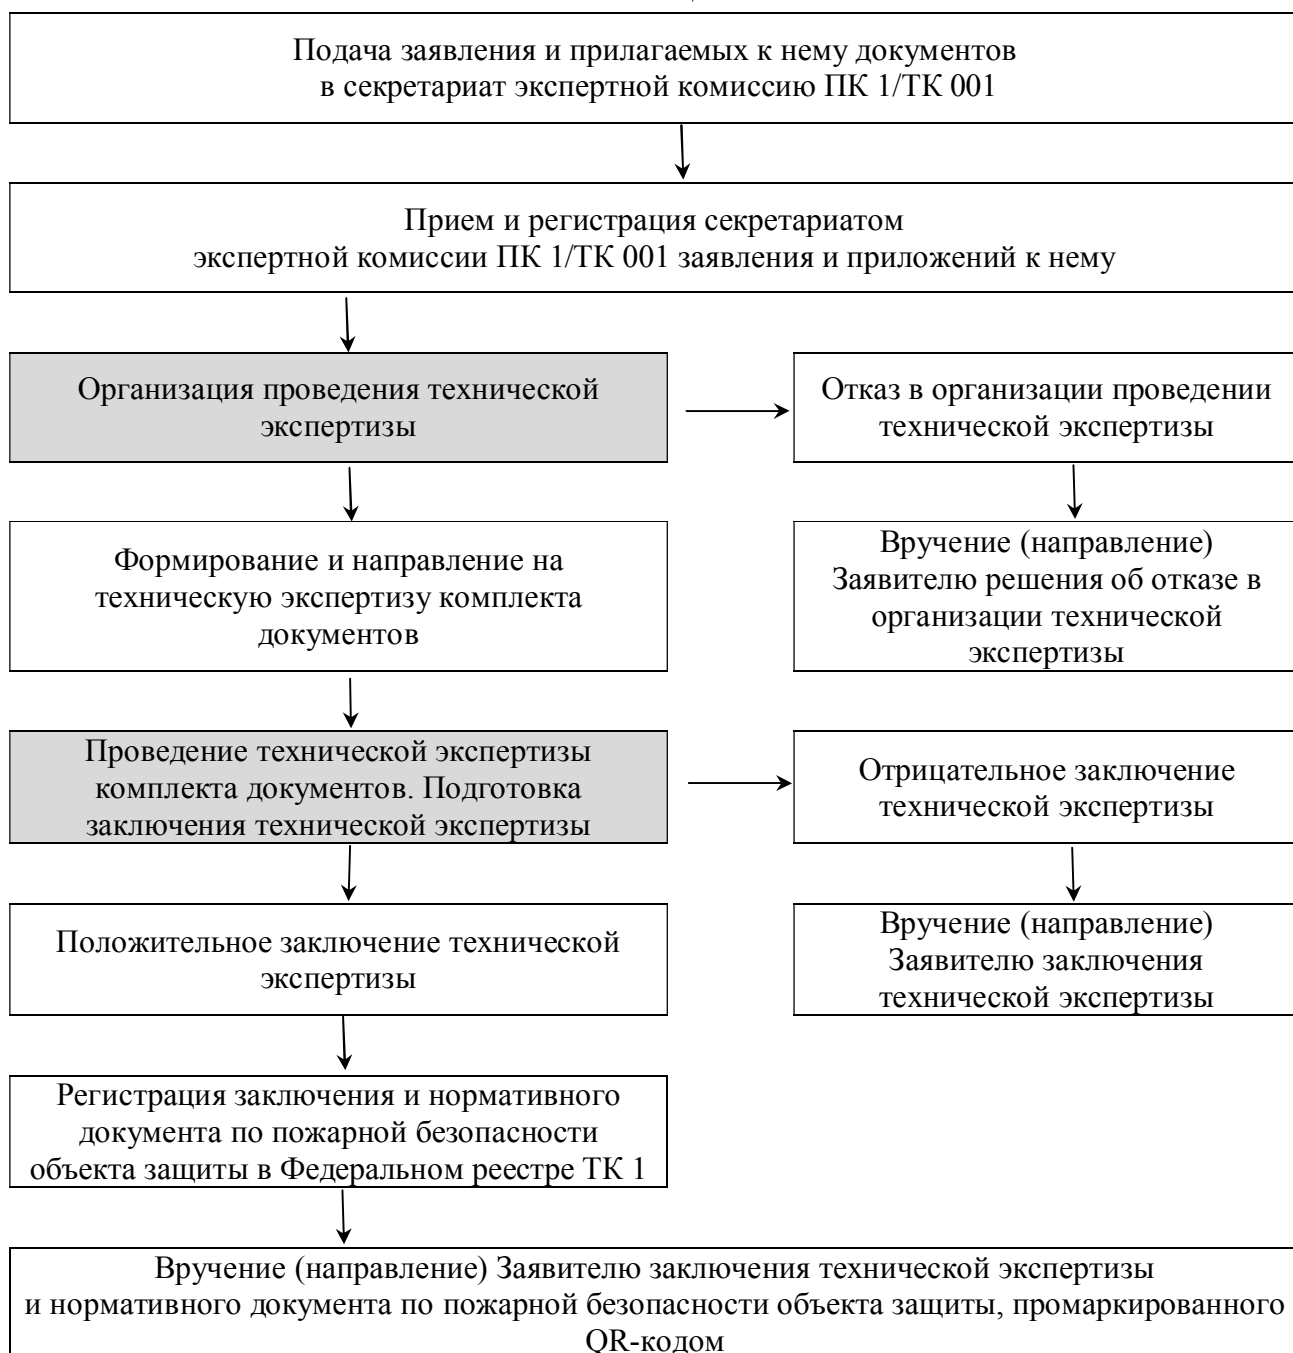 Подача заявления и прилагаемых к нему документов
в секретариат экспертной комиссию ПК 1/ТК 001
Прием и регистрация секретариатом
экспертной комиссии ПК 1/ТК 001 заявления и приложений к нему
Организация проведения технической
экспертизы
Отказ в организации проведении
технической экспертизы
Формирование и направление на
техническую экспертизу комплекта
документов
Вручение (направление)
Заявителю решения об отказе в
организации технической
экспертизы
Проведение технической экспертизы
комплекта документов. Подготовка
заключения технической экспертизы
Отрицательное заключение
технической экспертизы
Положительное заключение технической
экспертизы
Вручение (направление)
Заявителю заключения
технической экспертизы
Регистрация заключения и нормативного
документа по пожарной безопасности
объекта защиты в Федеральном реестре ТК 1
Вручение (направление) Заявителю заключения технической экспертизы
и нормативного документа по пожарной безопасности объекта защиты, промаркированного
QR-кодом